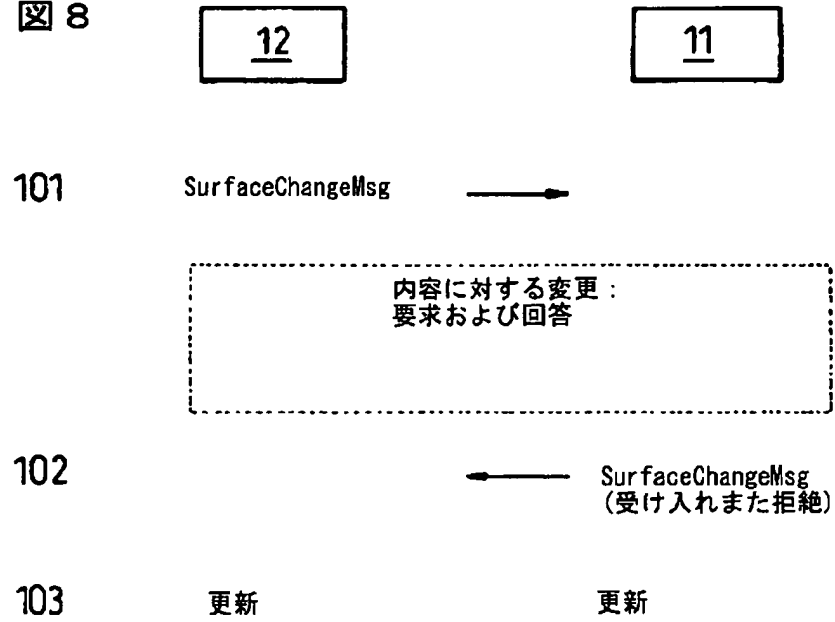 図 8
12
11
101 SurfaceChangeMsg
内容に対する変更:
要求および回答
102 SurfaceChangeMsg
(受け入れまた拒絶)
103 更新 更新